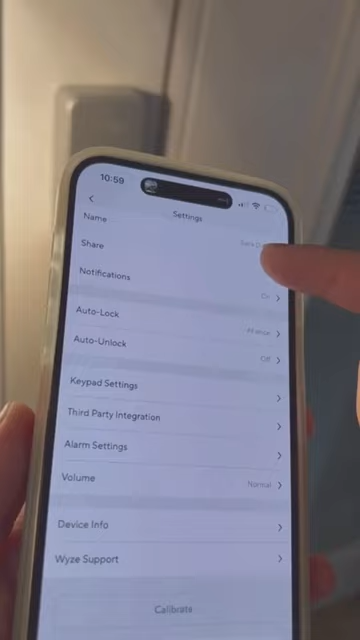 10:59
Settings
Name
Share
Notifications
On
Auto-Lock
Auto-Unlock
Off
Keypad Settings
Third Party Integration
Alarm Settings
Volume
Normal
Device Info
Wyze Support
Calibrate